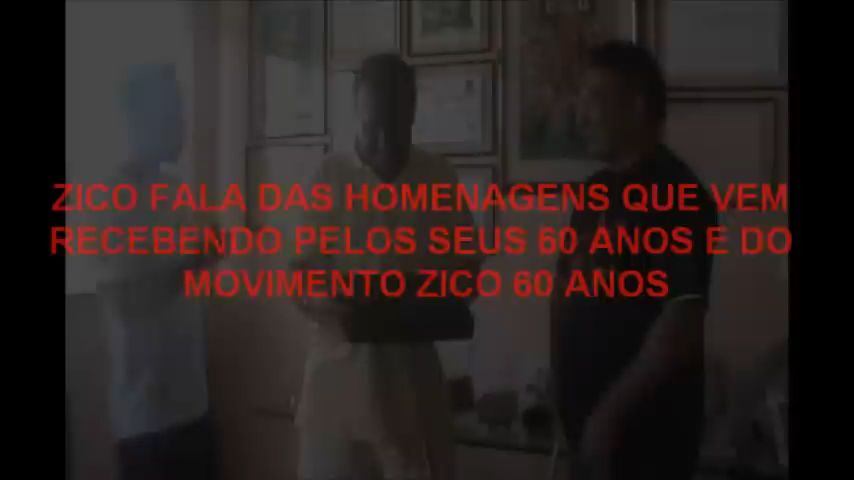 ZICO FALA DAS HOMENAGENS QUE VEM
RECEBENDO PELOS SEUS 60 ANOS E DO
MOVIMENTO ZICO 60 ANOS